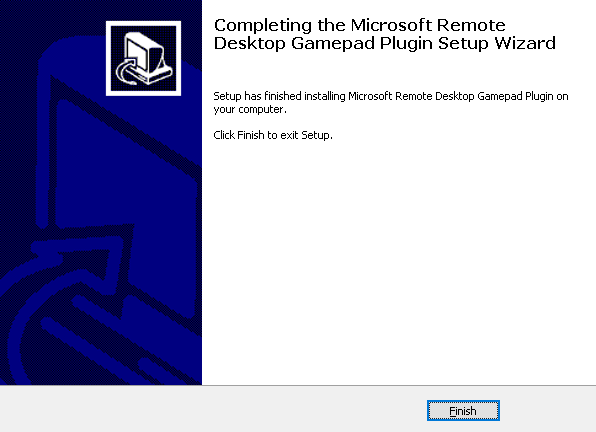 Completing the Microsoft Remote
Desktop Gamepad Plugin Setup Wizard
Setup has finished installing Microsoft Remote Desktop Gamepad Plugin on
your computer.
Click Finish to exit Setup.
Finish